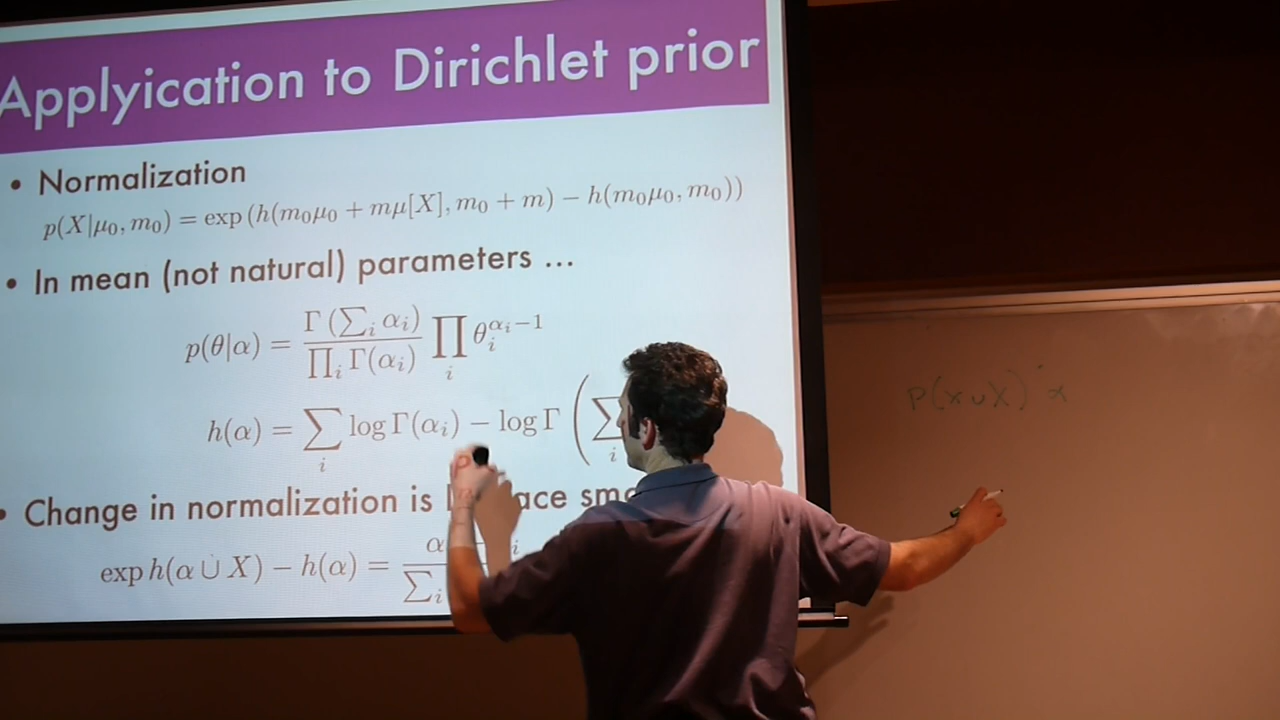 Applyication to Dirichlet prior
• Normalization
p(X|μ₀, m₀) = exp (h(m₀μ₀ + mμ[X], m₀ + m) − h(m₀μ₀, m₀))
• In mean (not natural) parameters ...
p(θ|α) = Γ (∑ᵢ αᵢ) / ∏ᵢ Γ(αᵢ) ∏ᵢ θᵢ^{αᵢ−1}
h(α) = ∑ᵢ log Γ(αᵢ) − log Γ ( ∑ᵢ
• Change in normalization is
exp h(α ∪ X) − h(α) = α / ∑ᵢ
P(x∪X) α